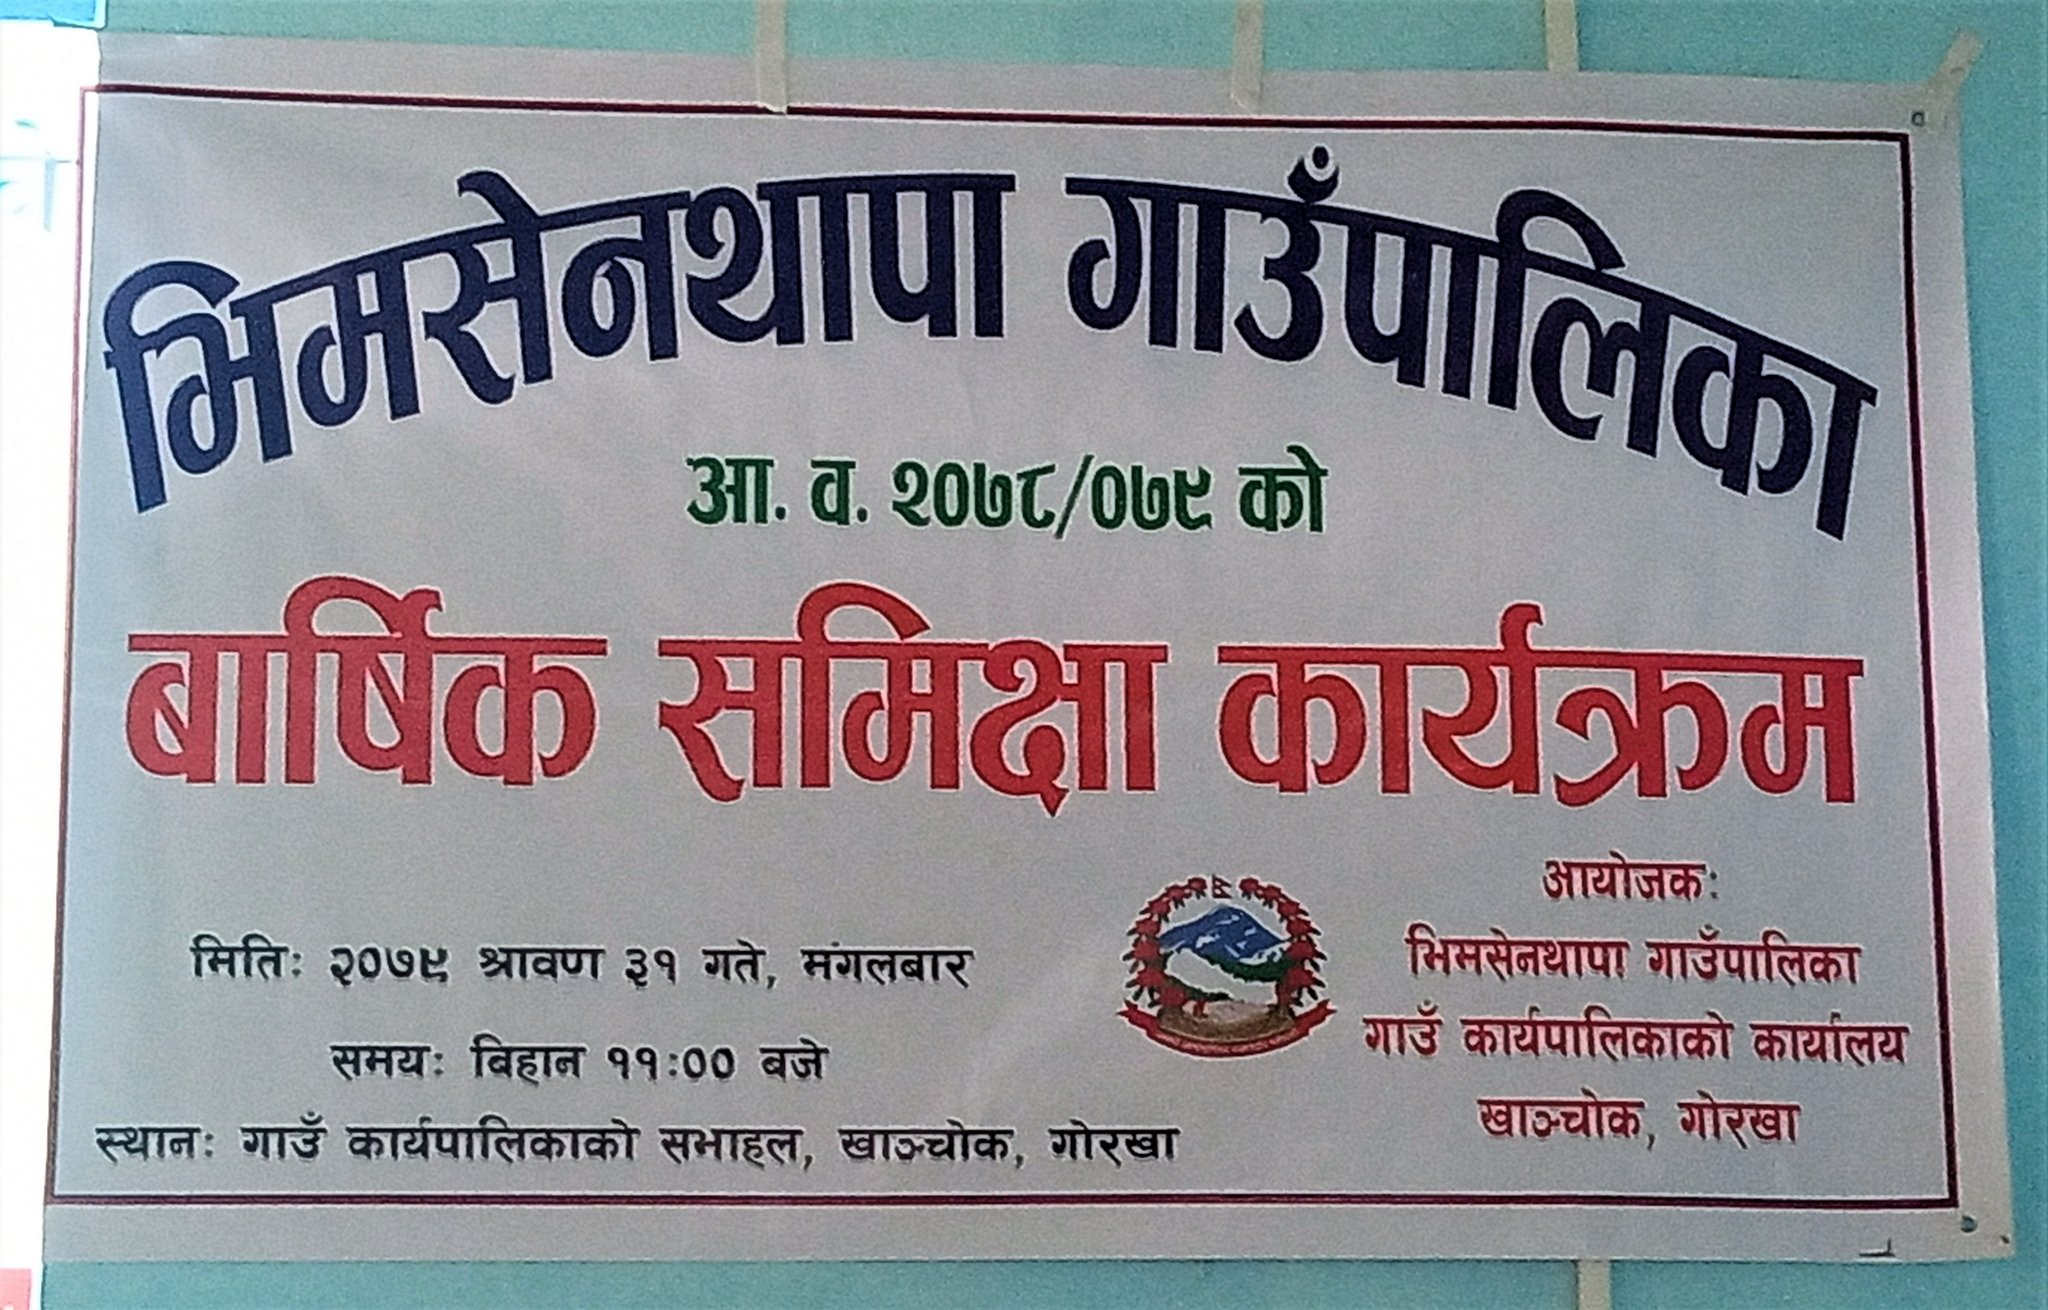 भिमसेनथापा गाउँपालिका
आ. व. २०७८/०७९ को
बार्षिक समिक्षा कार्यक्रम
मितिः २०७९ श्रावण ३१ गते, मंगलबार
समयः बिहान ११:०० बजे
स्थानः गाउँ कार्यपालिकाको सभाहल, खाञ्चोक, गोरखा
आयोजकः
भिमसेनथापा गाउँपालिका
गाउँ कार्यपालिकाको कार्यालय
खाञ्चोक, गोरखा